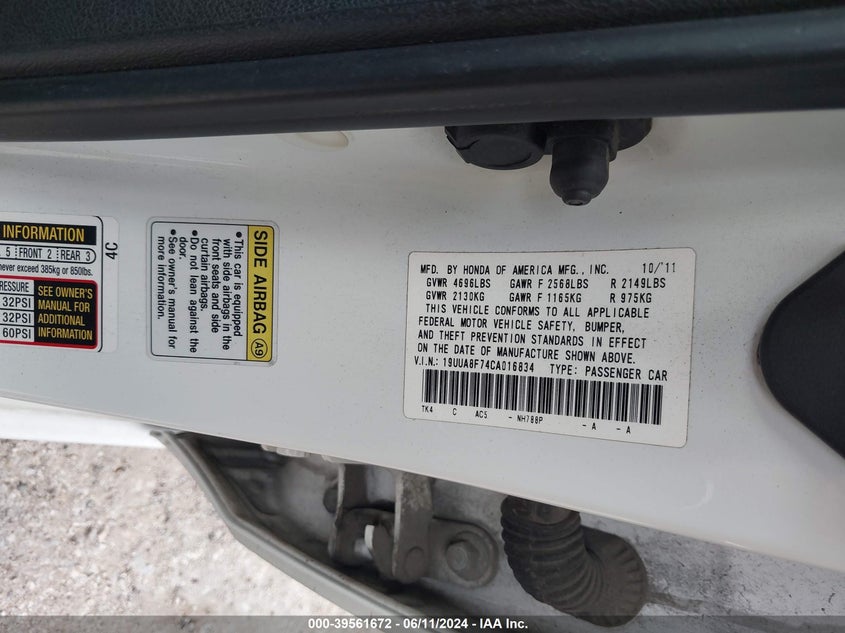 INFORMATION
5 FRONT 2 REAR 3
never exceed 385kg or 850lbs.
PRESSURE
32PSI
32PSI
60PSI
SEE OWNER'S
MANUAL FOR
ADDITIONAL
INFORMATION
4C
SIDE AIRBAG A9
•This car is equipped
with side airbags in the
front seats and side
curtain airbags.
•Do not lean against the
door.
•See owner's manual for
more information.
MFD. BY HONDA OF AMERICA MFG., INC. 10/'11
GVWR 4696LBS GAWR F 2568LBS R 2149LBS
GVWR 2130KG GAWR F 1165KG R 975KG
THIS VEHICLE CONFORMS TO ALL APPLICABLE
FEDERAL MOTOR VEHICLE SAFETY, BUMPER,
AND THEFT PREVENTION STANDARDS IN EFFECT
ON THE DATE OF MANUFACTURE SHOWN ABOVE.
V.I.N.: 19UUA8F74CA016834 TYPE: PASSENGER CAR
TK4 C AC5 - NH788P - A - A
000-39561672 - 06/11/2024 - IAA Inc.